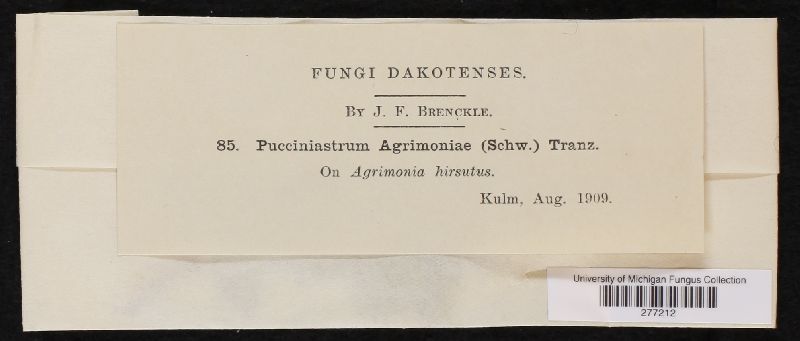 FUNGI DAKOTENSES.
By J. F. Brenckle.
85. Pucciniastrum Agrimoniae (Schw.) Tranz.
On Agrimonia hirsutus.
Kulm, Aug. 1909.
University of Michigan Fungus Collection
277212